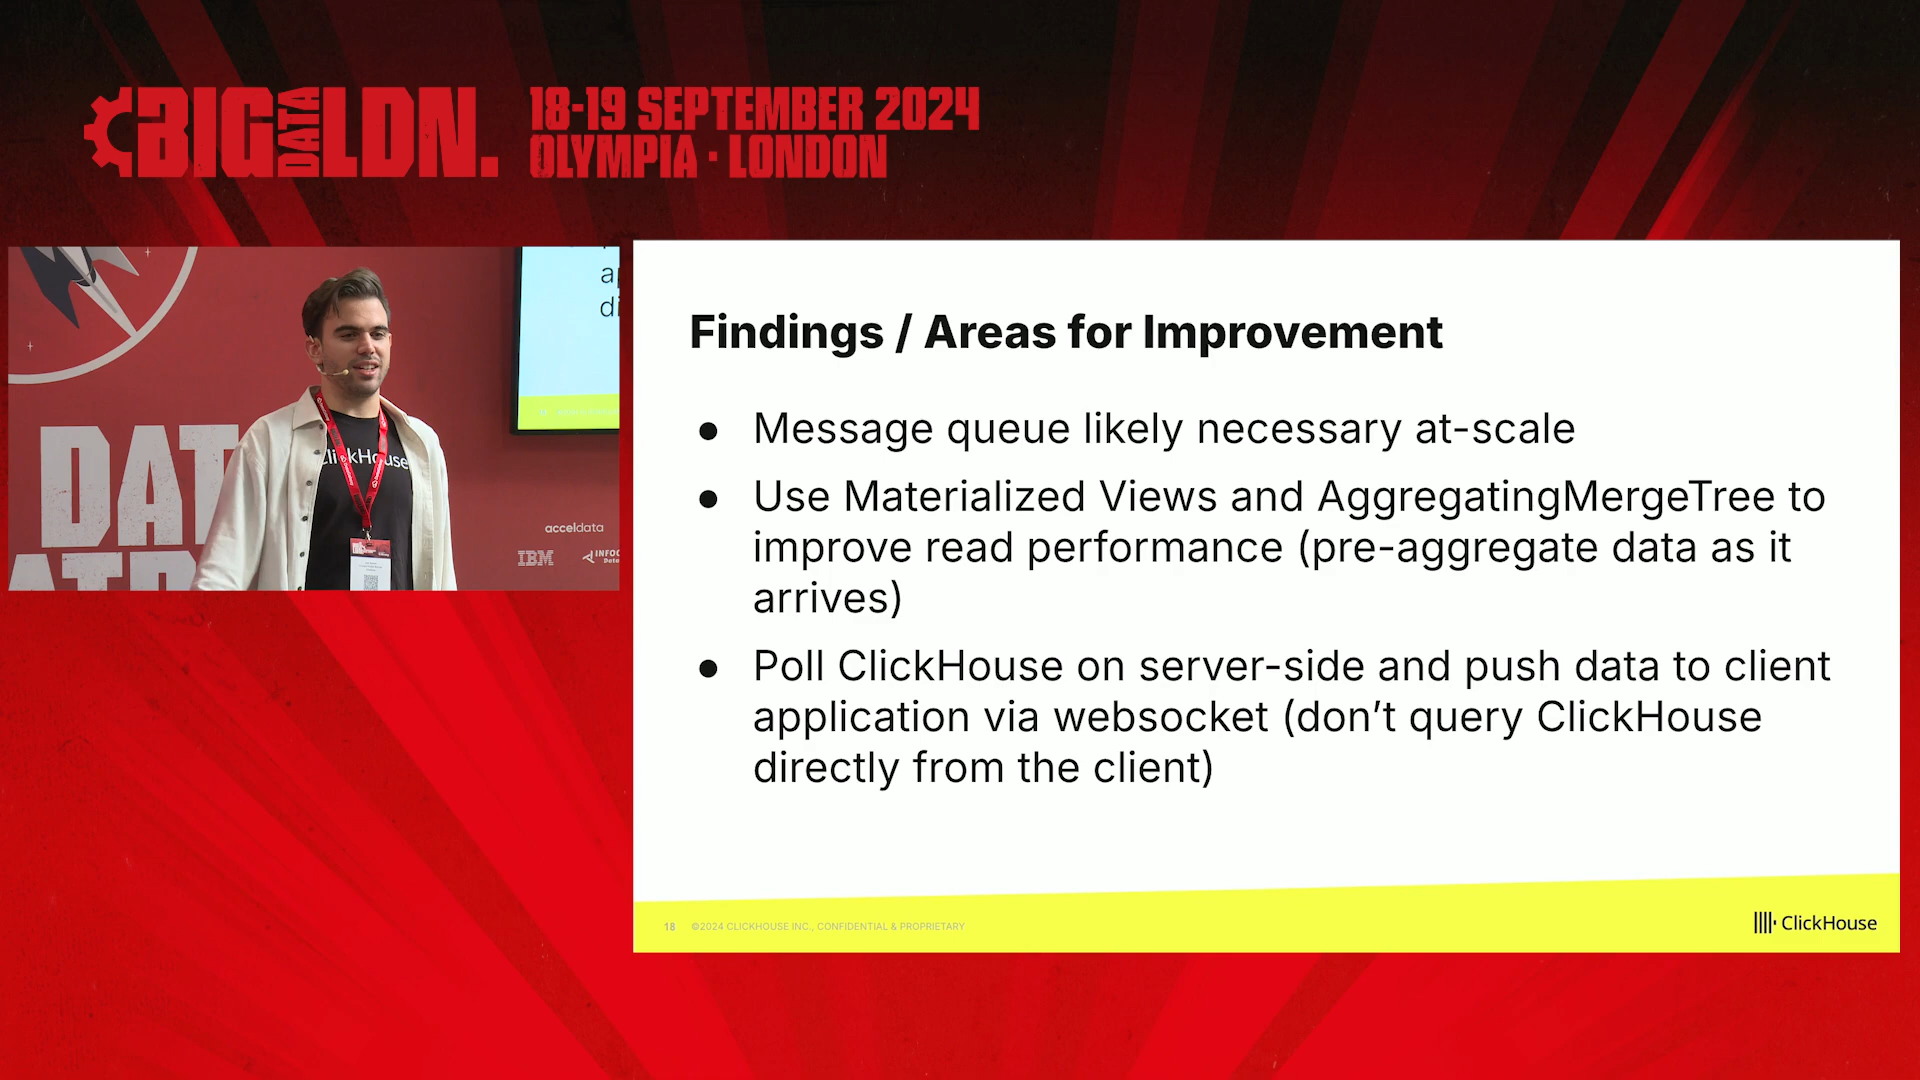 BIG DATA LDN.
18-19 SEPTEMBER 2024
OLYMPIA · LONDON
DAT
ClickHouse
acceldata
IBM
Findings / Areas for Improvement
● Message queue likely necessary at-scale
● Use Materialized Views and AggregatingMergeTree to
improve read performance (pre-aggregate data as it
arrives)
● Poll ClickHouse on server-side and push data to client
application via websocket (don’t query ClickHouse
directly from the client)
18 ©2024 CLICKHOUSE INC., CONFIDENTIAL & PROPRIETARY
ClickHouse